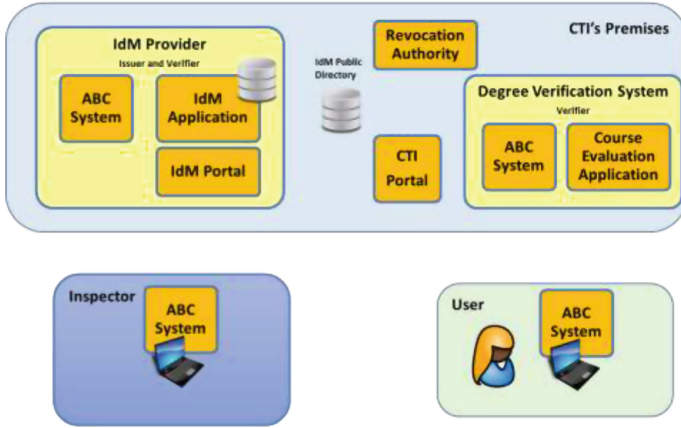 CTI's Premises
IdM Provider
Issuer and Verifier
ABC
System
IdM
Application
IdM Portal
IdM Public
Directory
Revocation
Authority
CTI
Portal
Degree Verification System
Verifier
ABC
System
Course
Evaluation
Application
Inspector
ABC
System
User
ABC
System